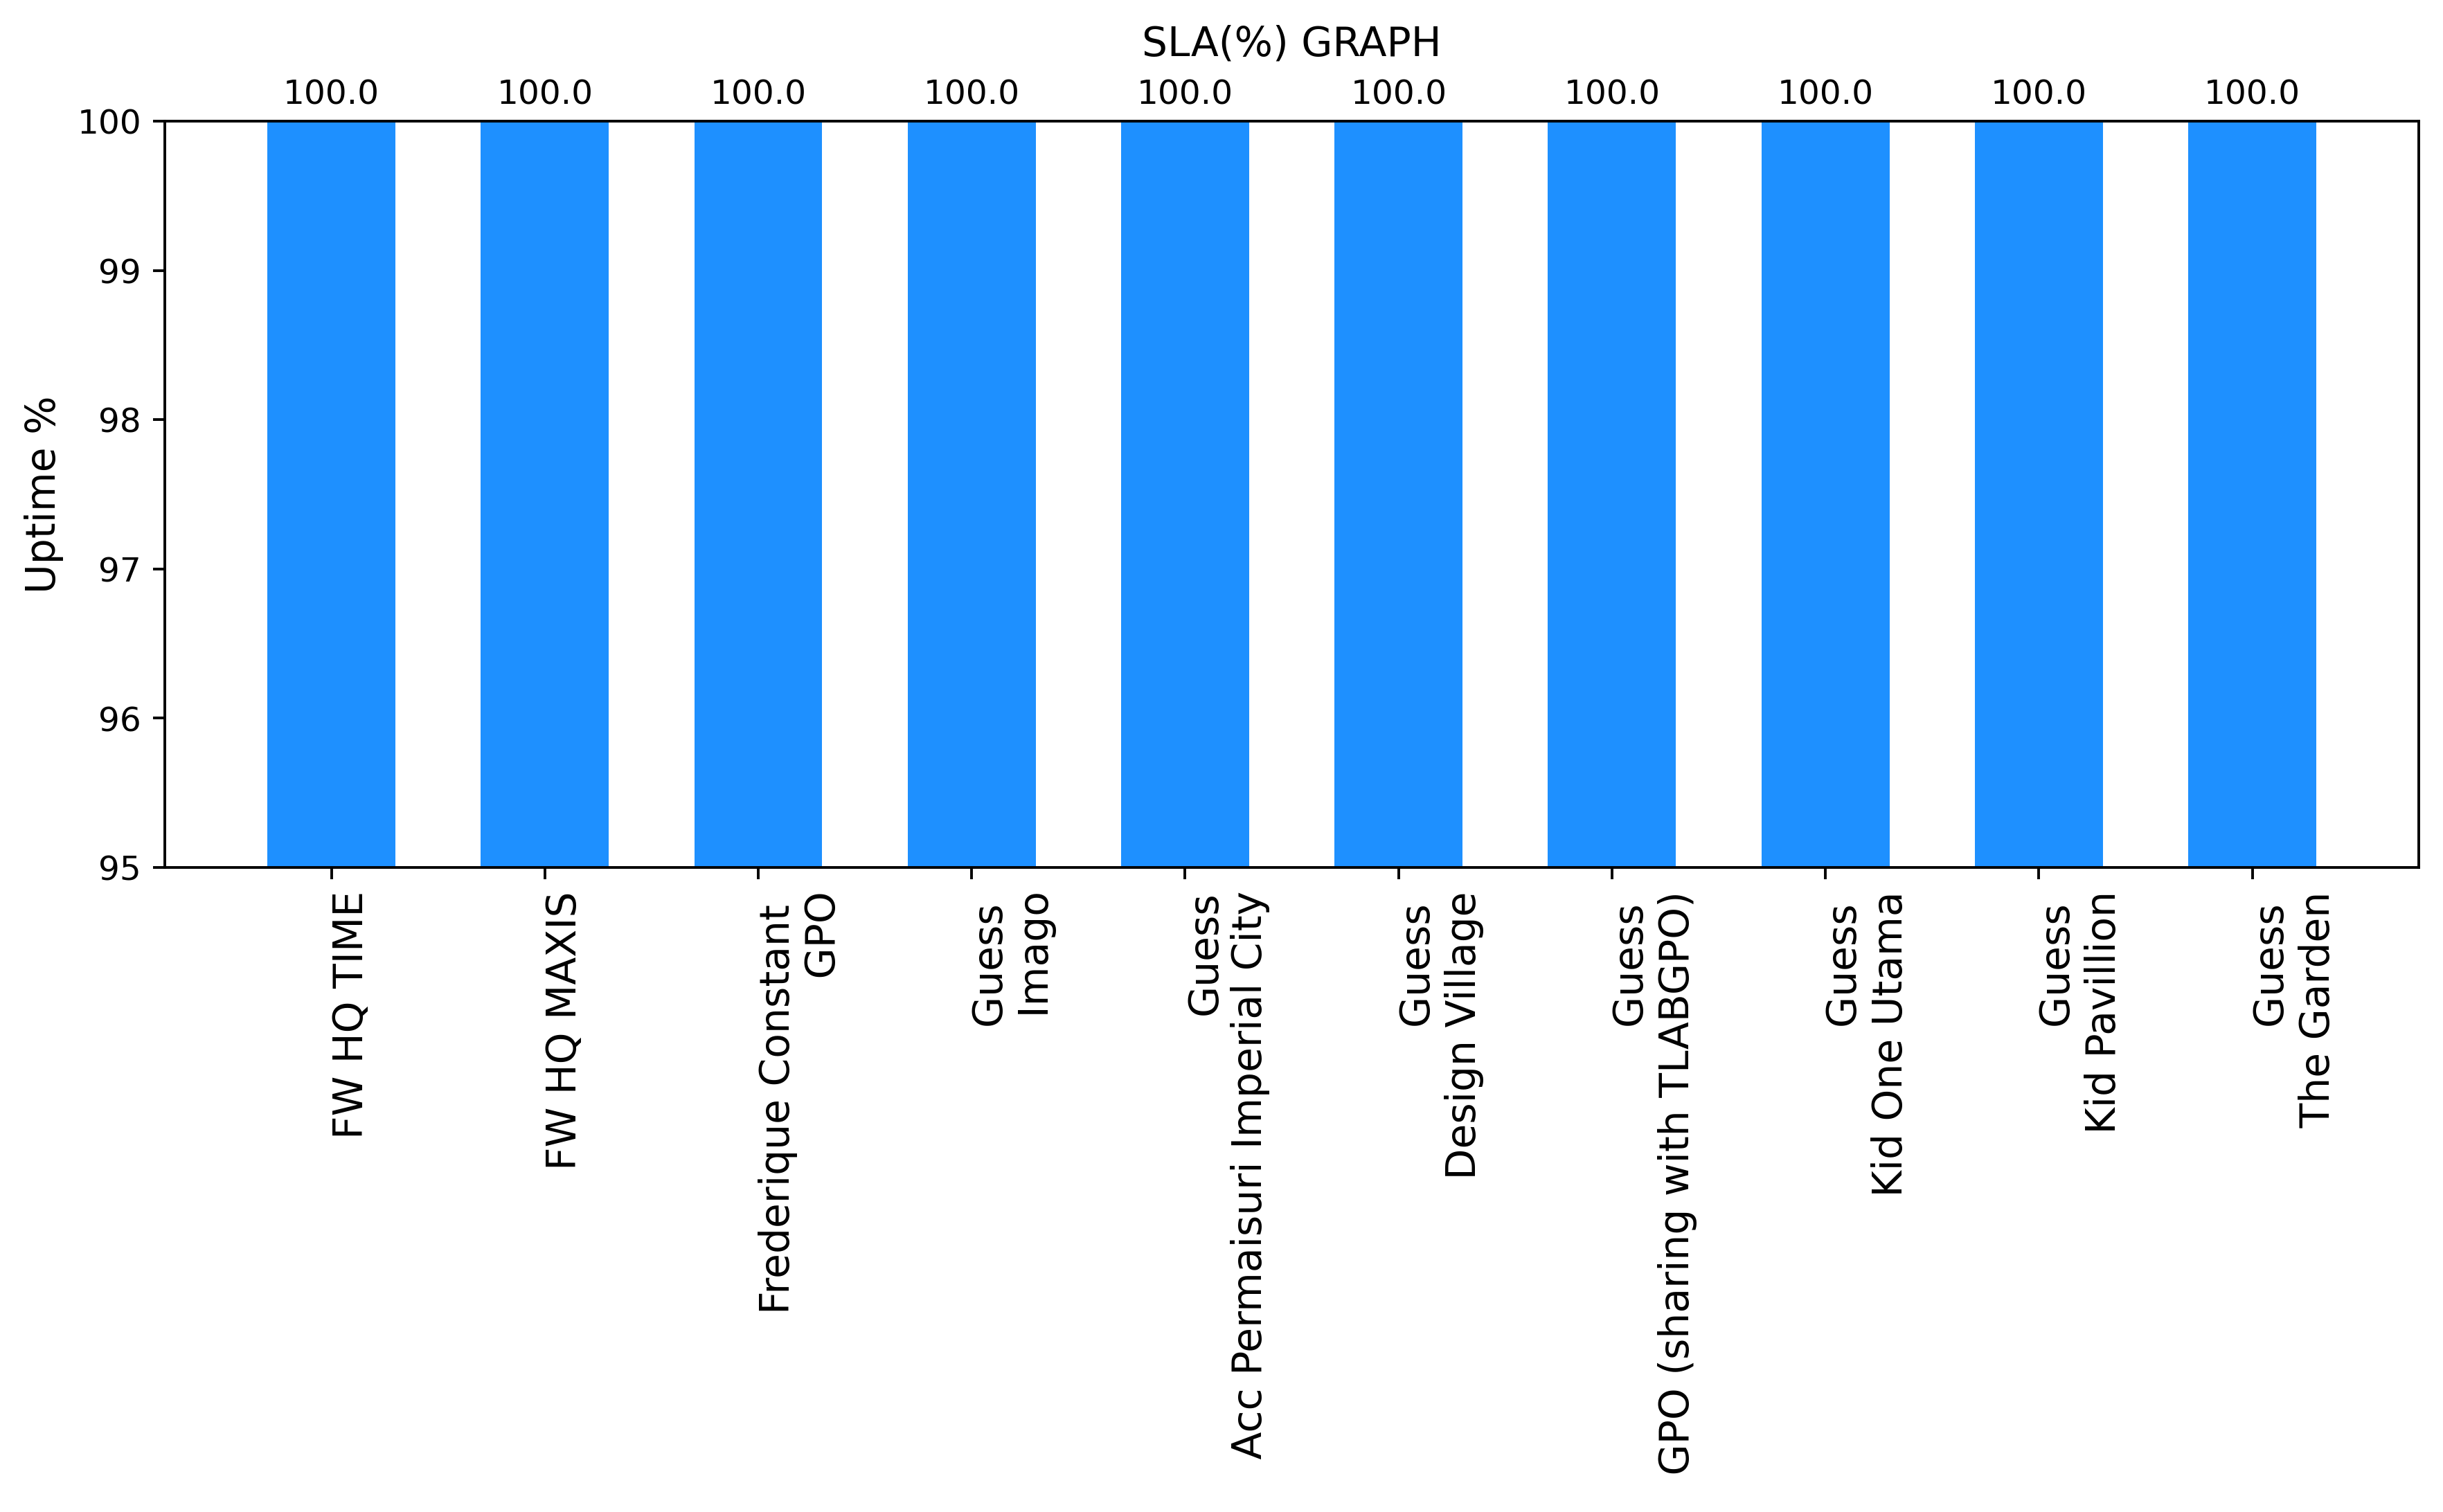 SLA(%) GRAPH
100.0 100.0 100.0 100.0 100.0 100.0 100.0 100.0 100.0 100.0
100
99
98
97
96
95
Uptime %
FW HQ TIME
FW HQ MAXIS
Frederique Constant
GPO
Guess
Imago
Guess
Acc Permaisuri Imperial City
Guess
Design Village
Guess
GPO (sharing with TLABGPO)
Guess
Kid One Utama
Guess
Kid Pavillion
Guess
The Garden